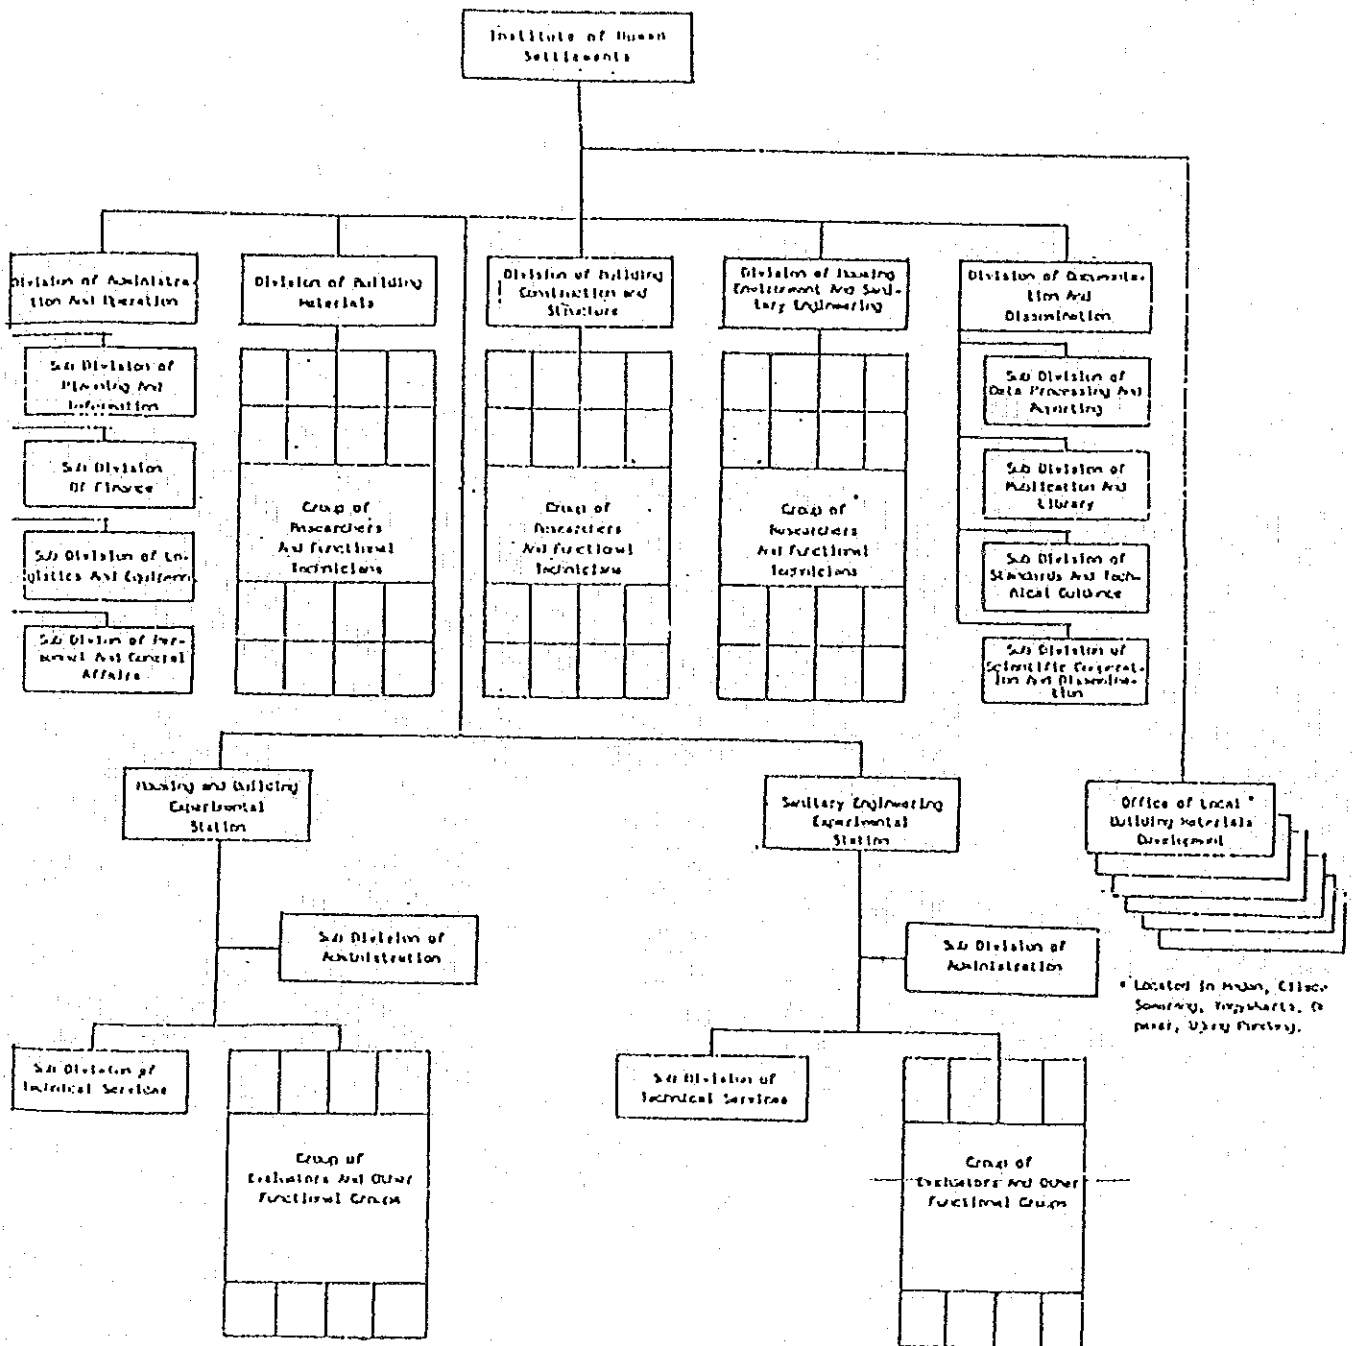 Institute of Human
Settlements
Division of Administra-
tion And Operation
Division of Building
Materials
Division of Building
Construction and
Structure
Division of Housing
Environment And Sani-
tary Engineering
Division of Documenta-
tion And
Dissemination
Sub Division of
Planning And
Information
Sub Division
Of Finance
Sub Division of Lo-
gistics And Equipmen
Sub Division of Per-
sonnel And General
Affairs
Group of
Researchers
And Functional
Technicians
Group of
Researchers
And Functional
Technicians
Group of
Researchers
And Functional
Technicians
Sub Division of
Data Processing And
Reporting
Sub Division of
Publication And
Library
Sub Division of
Standards And Tech-
nical Guidance
Sub Division of
Scientific Cooperat-
ion And Disseminа-
tion
Housing and Building
Experimental
Station
Sanitary Engineering
Experimental
Station
Office of Local *
Building Materials
Development
Sub Division of
Administration
Sub Division of
Administration
* Located in Medan,
Yogyakarta,
Ujung Pandang.
Sub Division of
Technical Services
Sub Division of
Technical Services
Group of
Evaluators And Other
Functional Groups
Group of
Evaluators And Other
Functional Groups